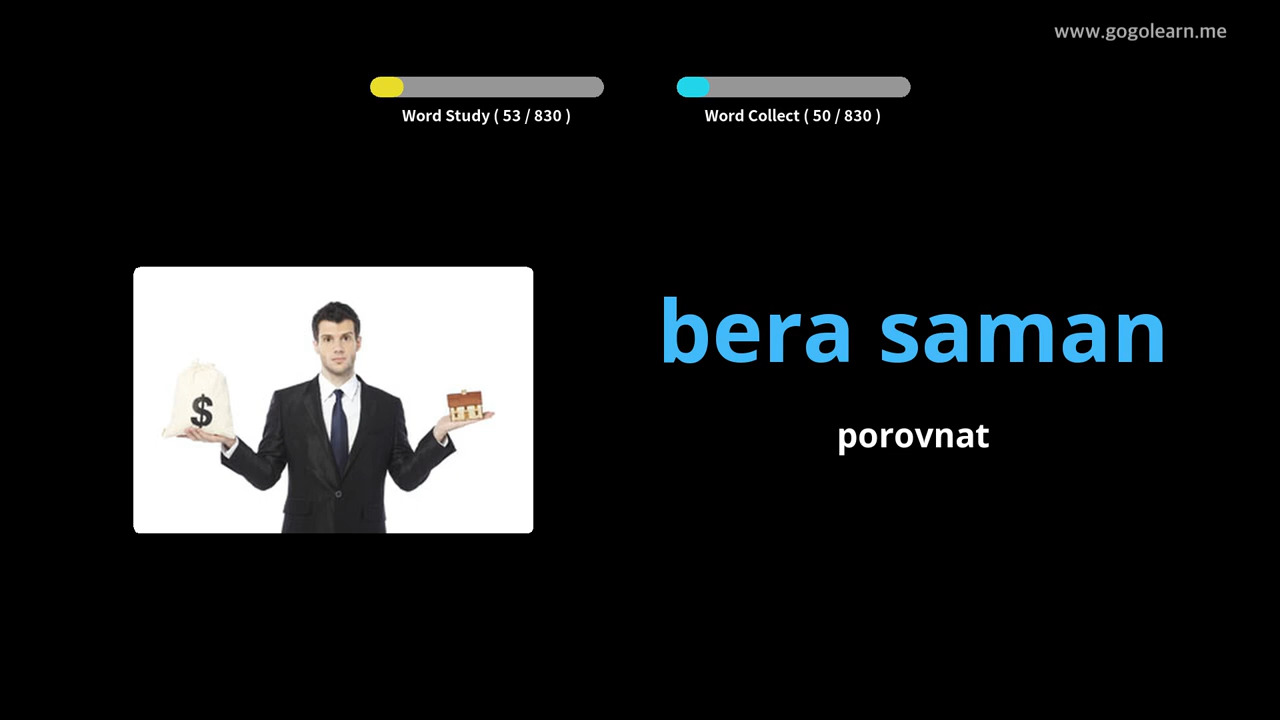 www.gogolearn.me
Word Study ( 53 / 830 )
Word Collect ( 50 / 830 )
bera saman
porovnat
$